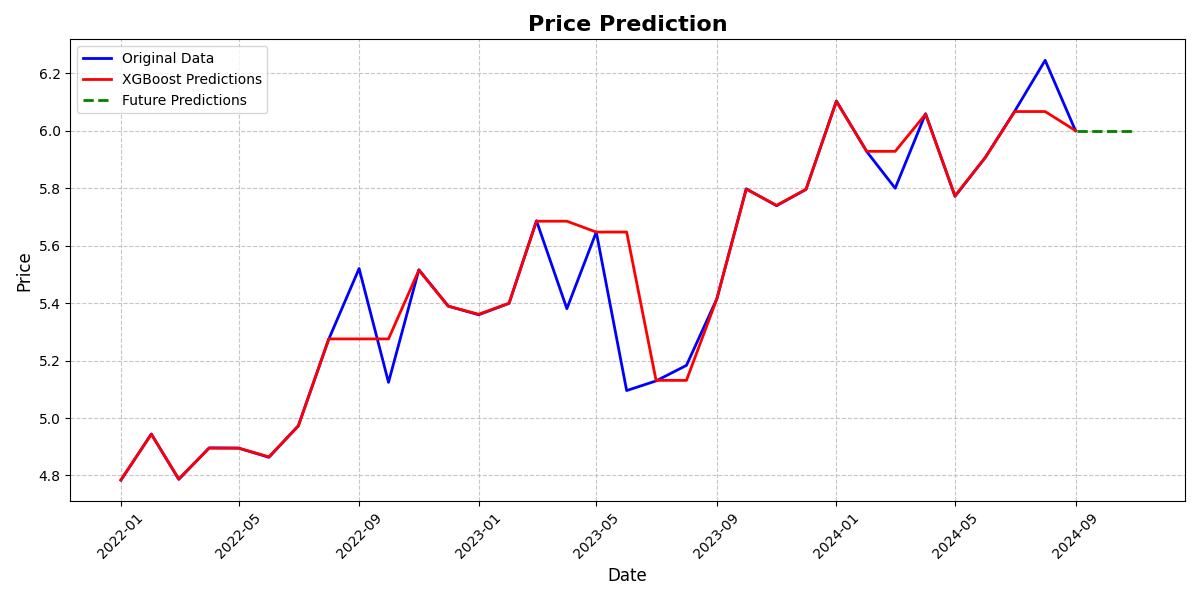 Price Prediction
Original Data
XGBoost Predictions
Future Predictions
Price
6.2
6.0
5.8
5.6
5.4
5.2
5.0
4.8
2022-01
2022-05
2022-09
2023-01
2023-05
2023-09
2024-01
2024-05
2024-09
Date